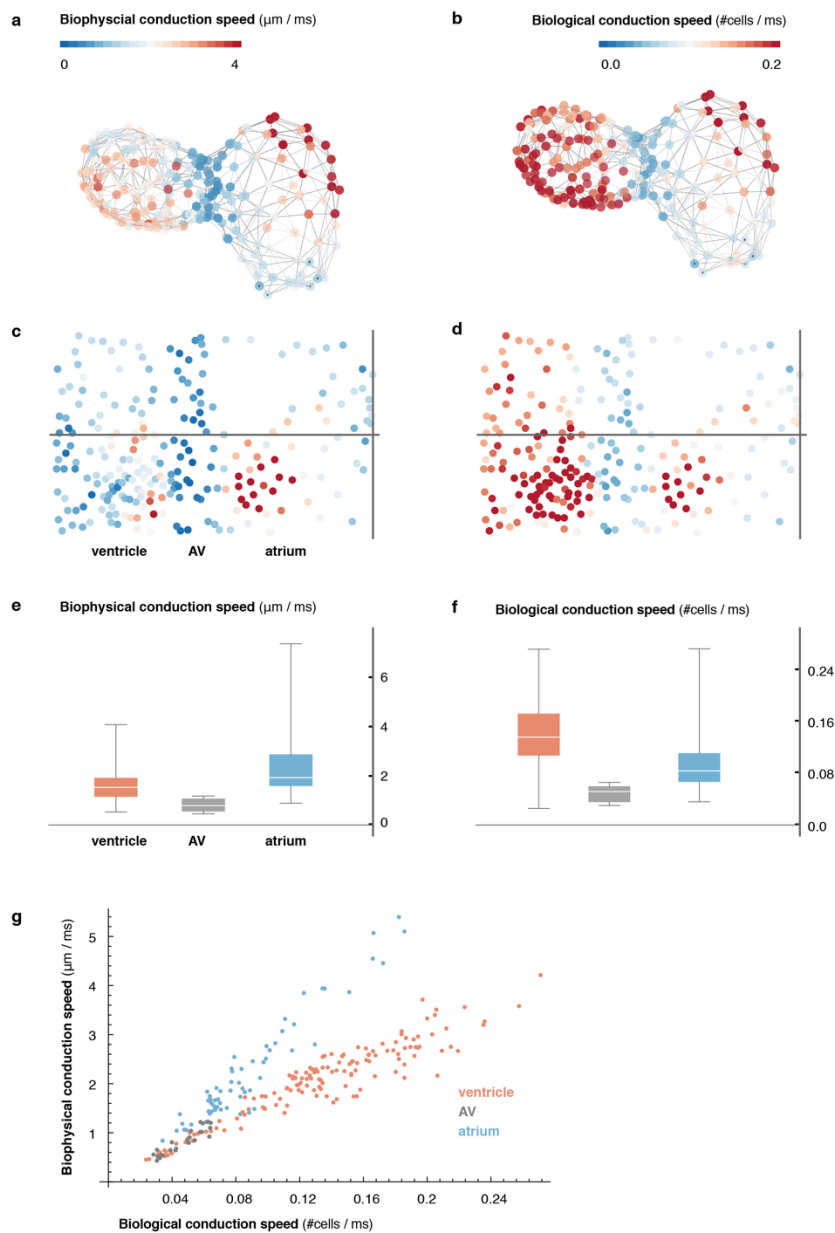 a
Biophyscial conduction speed (µm / ms)
0 4
b
Biological conduction speed (#cells / ms)
0.0 0.2
c
ventricle AV atrium
d
e
Biophysical conduction speed (µm / ms)
6
4
2
0
ventricle AV atrium
f
Biological conduction speed (#cells / ms)
0.24
0.16
0.08
0.0
g
Biophysical conduction speed (µm / ms)
5
4
3
2
1
ventricle
AV
atrium
0.04 0.08 0.12 0.16 0.2 0.24
Biological conduction speed (#cells / ms)